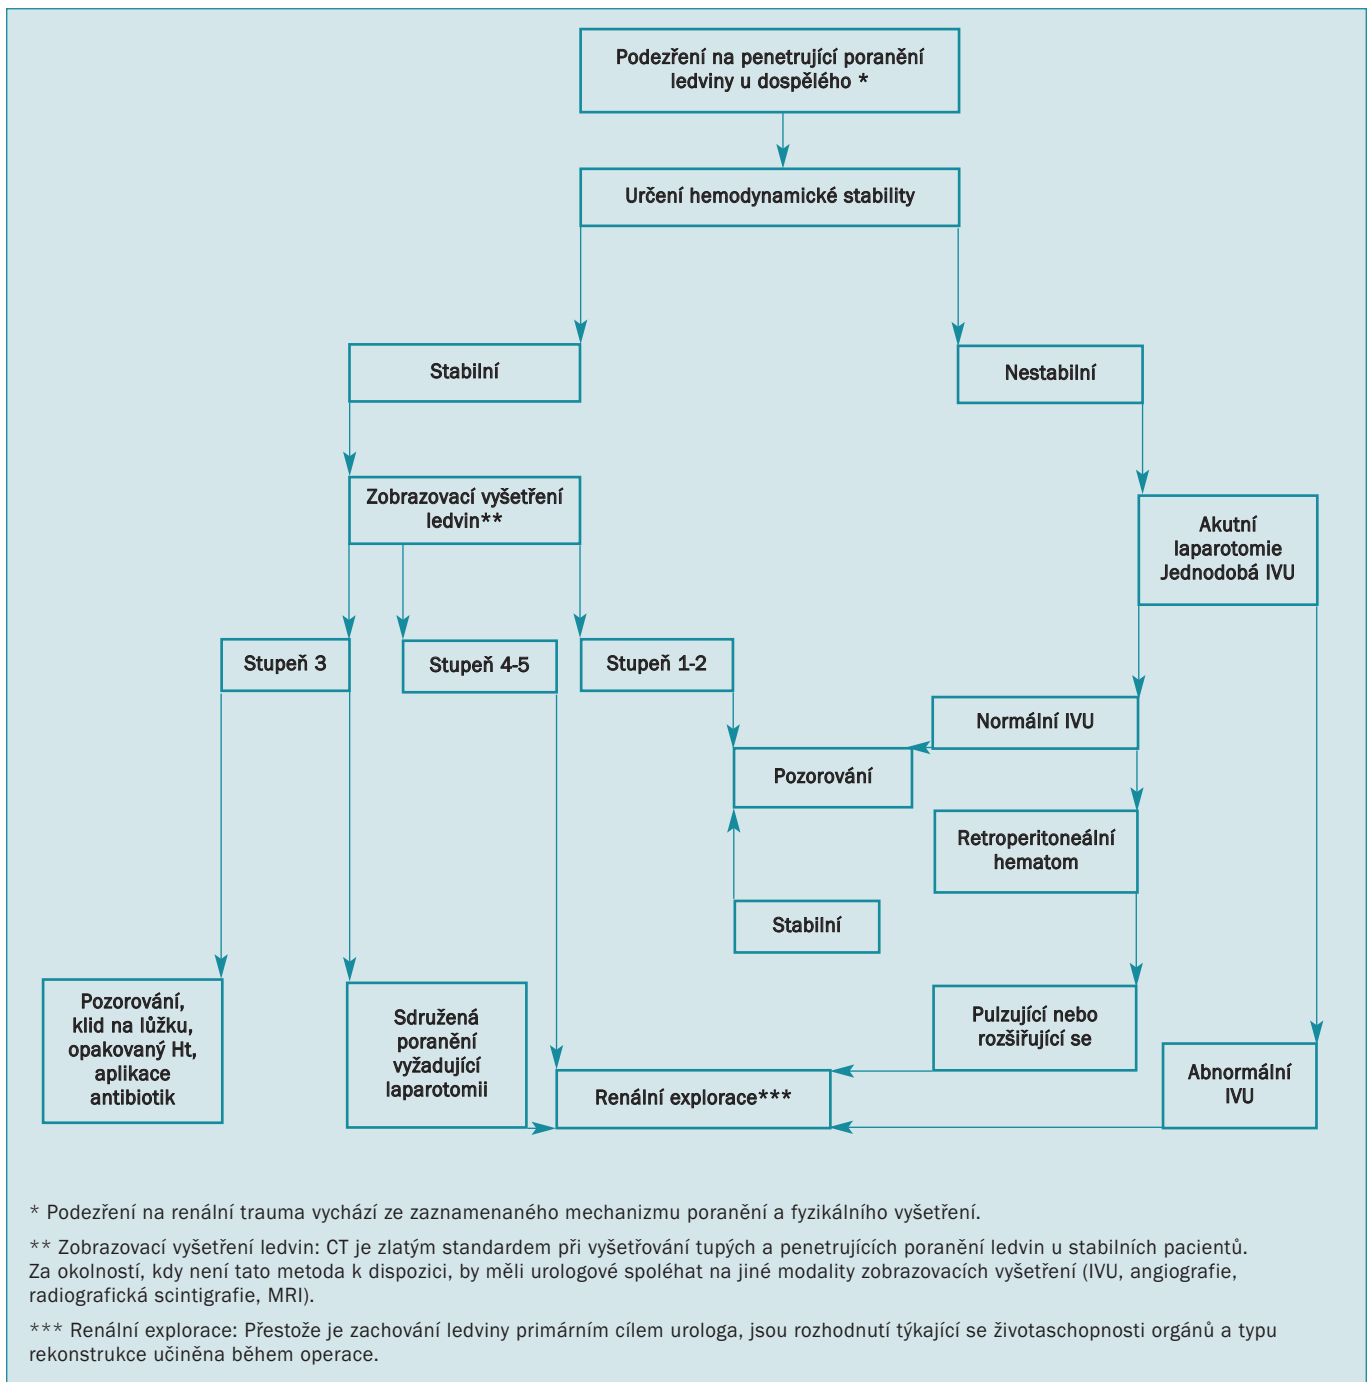 Podezření na penetrující poranění
ledviny u dospělého *
Určení hemodynamické stability
Stabilní
Nestabilní
Zobrazovací vyšetření
ledvin**
Akutní
laparotomie
Jednodobá IVU
Stupeň 3
Stupeň 4-5
Stupeň 1-2
Normální IVU
Pozorování
Retroperitoneální
hematom
Stabilní
Pozorování,
klid na lůžku,
opakovaný Ht,
aplikace
antibiotik
Sdružená
poranění
vyžadující
laparotomii
Pulzující nebo
rozšiřující se
Renální explorace***
Abnormální
IVU
* Podezření na renální trauma vychází ze zaznamenaného mechanizmu poranění a fyzikálního vyšetření.
** Zobrazovací vyšetření ledvin: CT je zlatým standardem při vyšetřování tupých a penetrujících poranění ledvin u stabilních pacientů.
Za okolností, kdy není tato metoda k dispozici, by měli urologové spoléhat na jiné modality zobrazovacích vyšetření (IVU, angiografie,
radiografická scintigrafie, MRI).
*** Renální explorace: Přestože je zachování ledviny primárním cílem urologa, jsou rozhodnutí týkající se životaschopnosti orgánů a typu
rekonstrukce učiněna během operace.